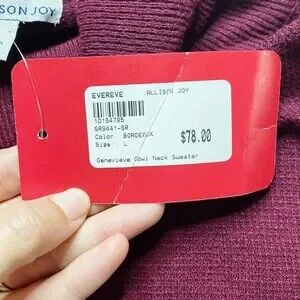 SON JOY
EVEREVE ALLISON JOY
10154795
SR9441-SR
Color BORDEAUX
Size L
$78.00
Genevieve Cowl Neck Sweater